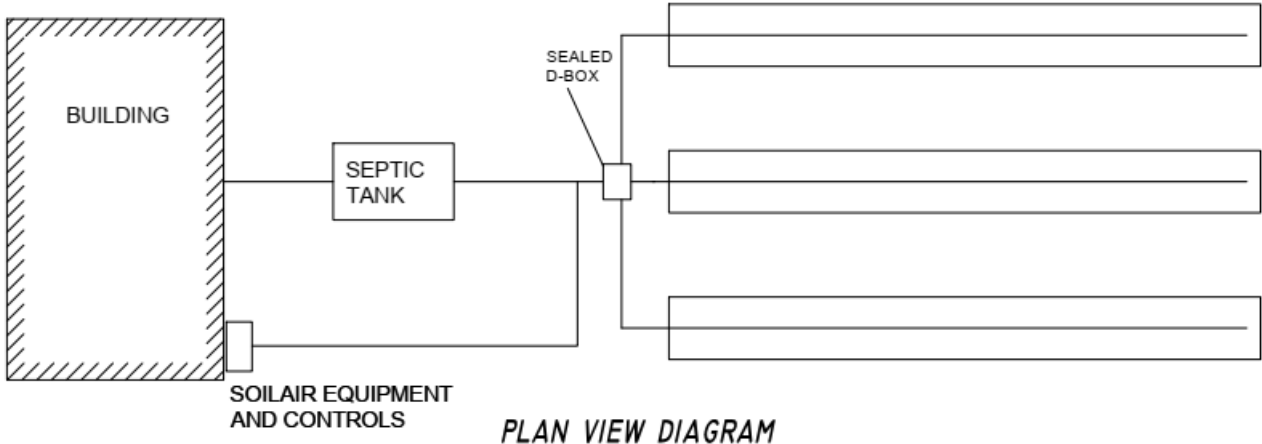 SEALED
D-BOX
BUILDING
SEPTIC
TANK
SOILAIR EQUIPMENT
AND CONTROLS
PLAN VIEW DIAGRAM